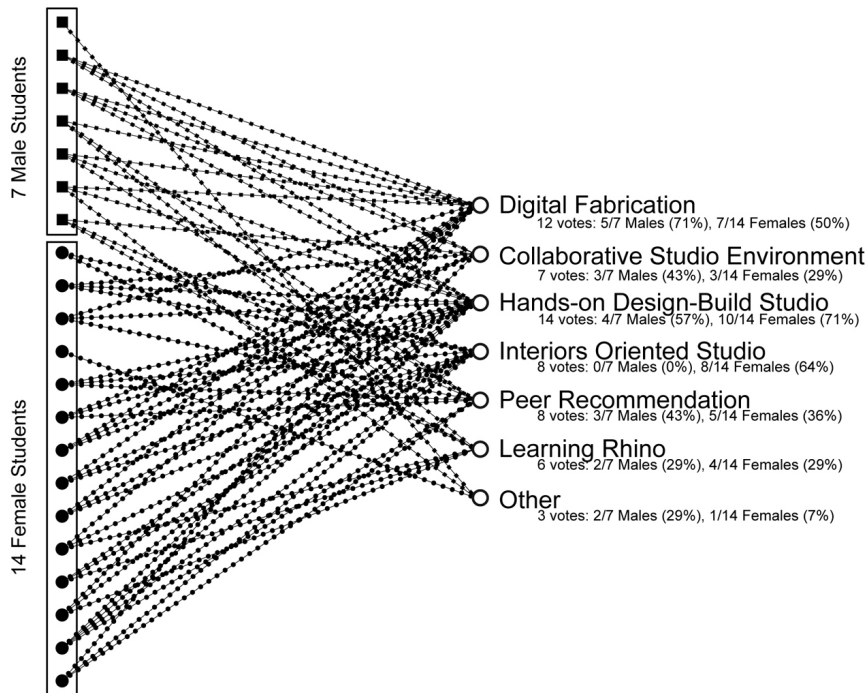 7 Male Students
14 Female Students
Digital Fabrication
12 votes: 5/7 Males (71%), 7/14 Females (50%)
Collaborative Studio Environment
7 votes: 3/7 Males (43%), 3/14 Females (29%)
Hands-on Design-Build Studio
14 votes: 4/7 Males (57%), 10/14 Females (71%)
Interiors Oriented Studio
8 votes: 0/7 Males (0%), 8/14 Females (64%)
Peer Recommendation
8 votes: 3/7 Males (43%), 5/14 Females (36%)
Learning Rhino
6 votes: 2/7 Males (29%), 4/14 Females (29%)
Other
3 votes: 2/7 Males (29%), 1/14 Females (7%)